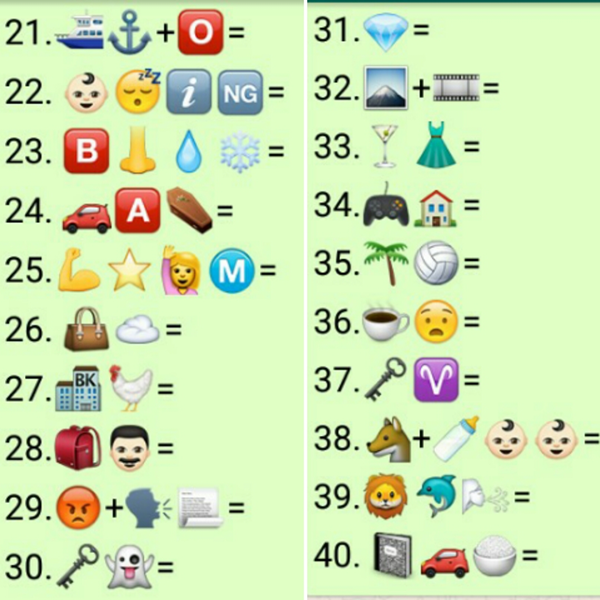 21. + O =
22. i NG =
23. B =
24. A =
25. M =
26. =
27. BK =
28. =
29. + =
30. =
31. =
32. + =
33. =
34. =
35. =
36. =
37. =
38. + =
39. =
40. =